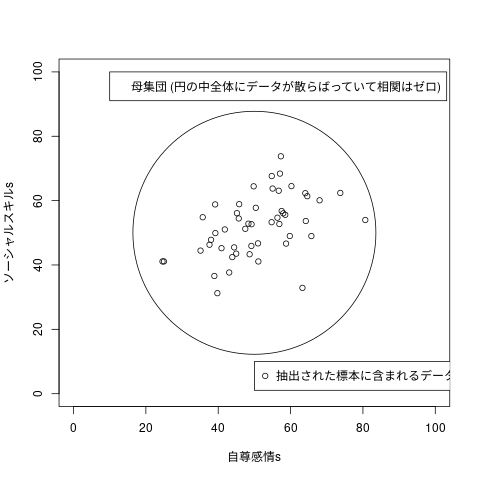 母集団 (円の中全体にデータが散らばっていて相関はゼロ)
抽出された標本に含まれるデータ
ソーシャルスキルs
100
80
60
40
20
0
0 20 40 60 80 100
自尊感情s